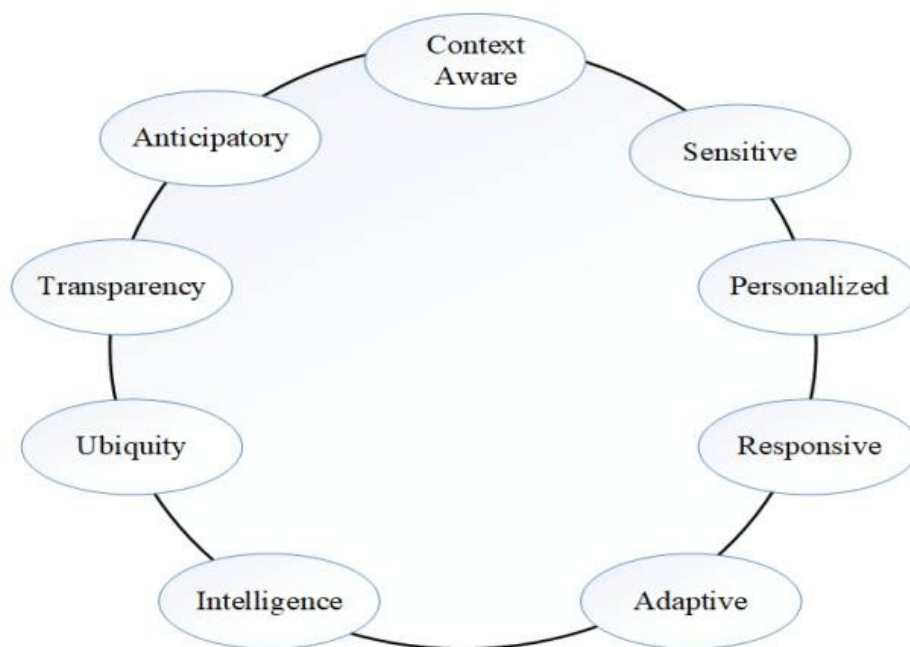 Context
Aware
Anticipatory
Sensitive
Transparency
Personalized
Ubiquity
Responsive
Intelligence
Adaptive